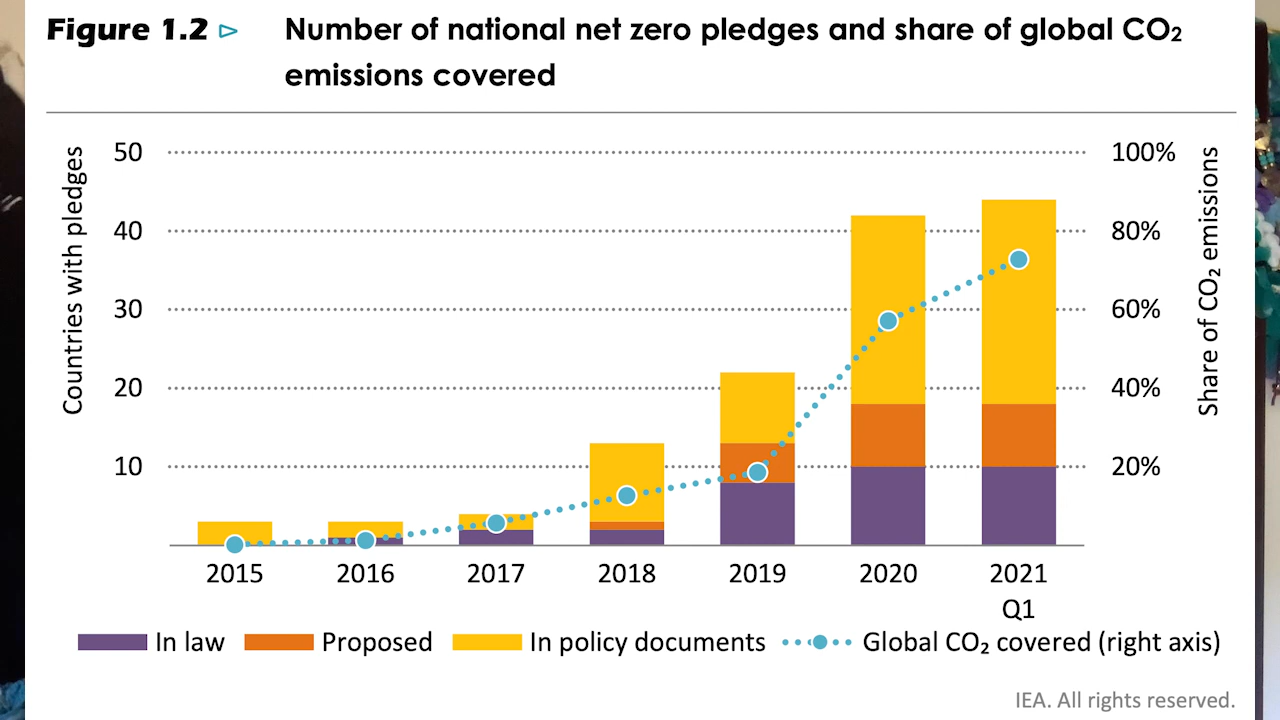 Figure 1.2 ▷ Number of national net zero pledges and share of global CO₂
emissions covered
Countries with pledges
50
40
30
20
10
100%
80%
60%
40%
20%
Share of CO₂ emissions
2015 2016 2017 2018 2019 2020 2021
Q1
In law Proposed In policy documents Global CO₂ covered (right axis)
IEA. All rights reserved.